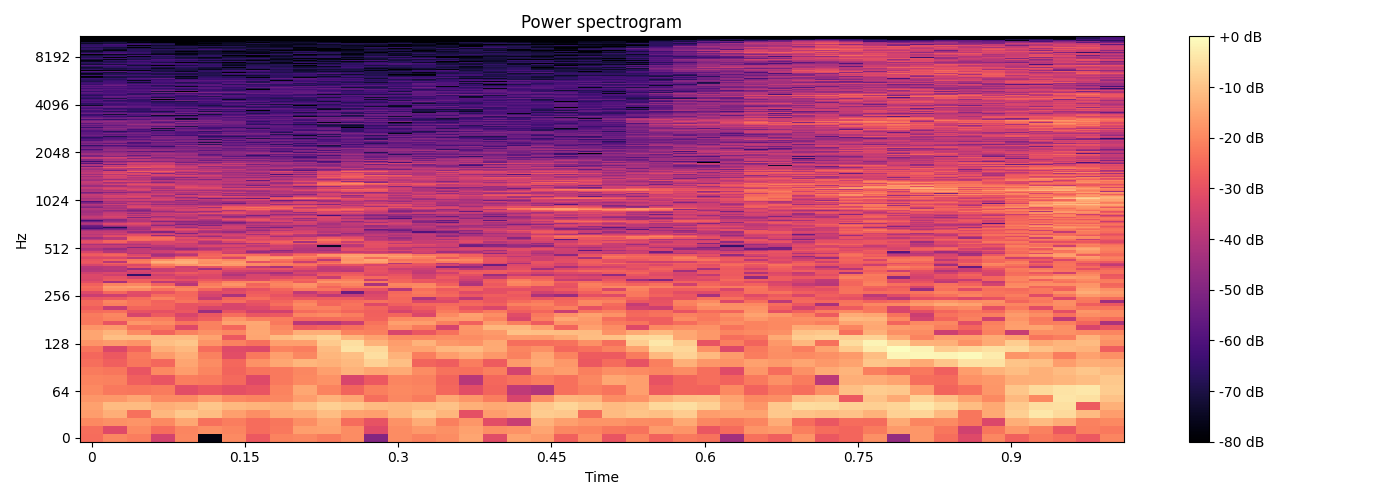 Power spectrogram
Hz
8192
4096
2048
1024
512
256
128
64
0
0
0.15
0.3
0.45
0.6
0.75
0.9
Time
+0 dB
-10 dB
-20 dB
-30 dB
-40 dB
-50 dB
-60 dB
-70 dB
-80 dB